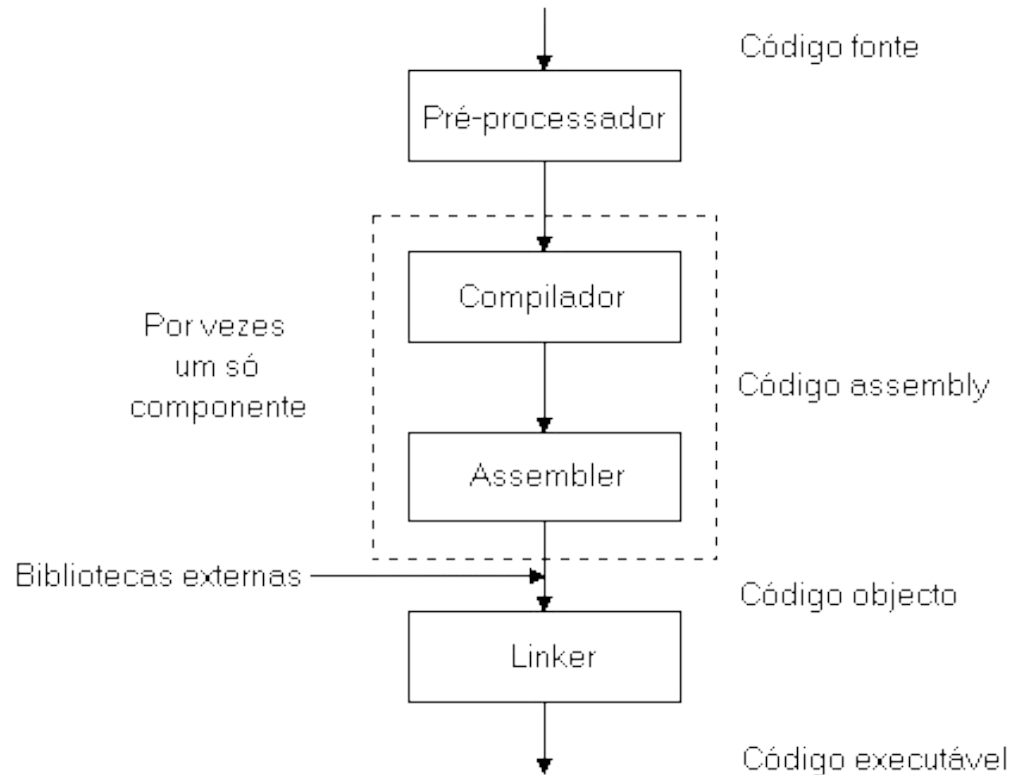 Código fonte
Pré-processador
Compilador
Por vezes
um só
componente
Código assembly
Assembler
Bibliotecas externas
Código objecto
Linker
Código executável